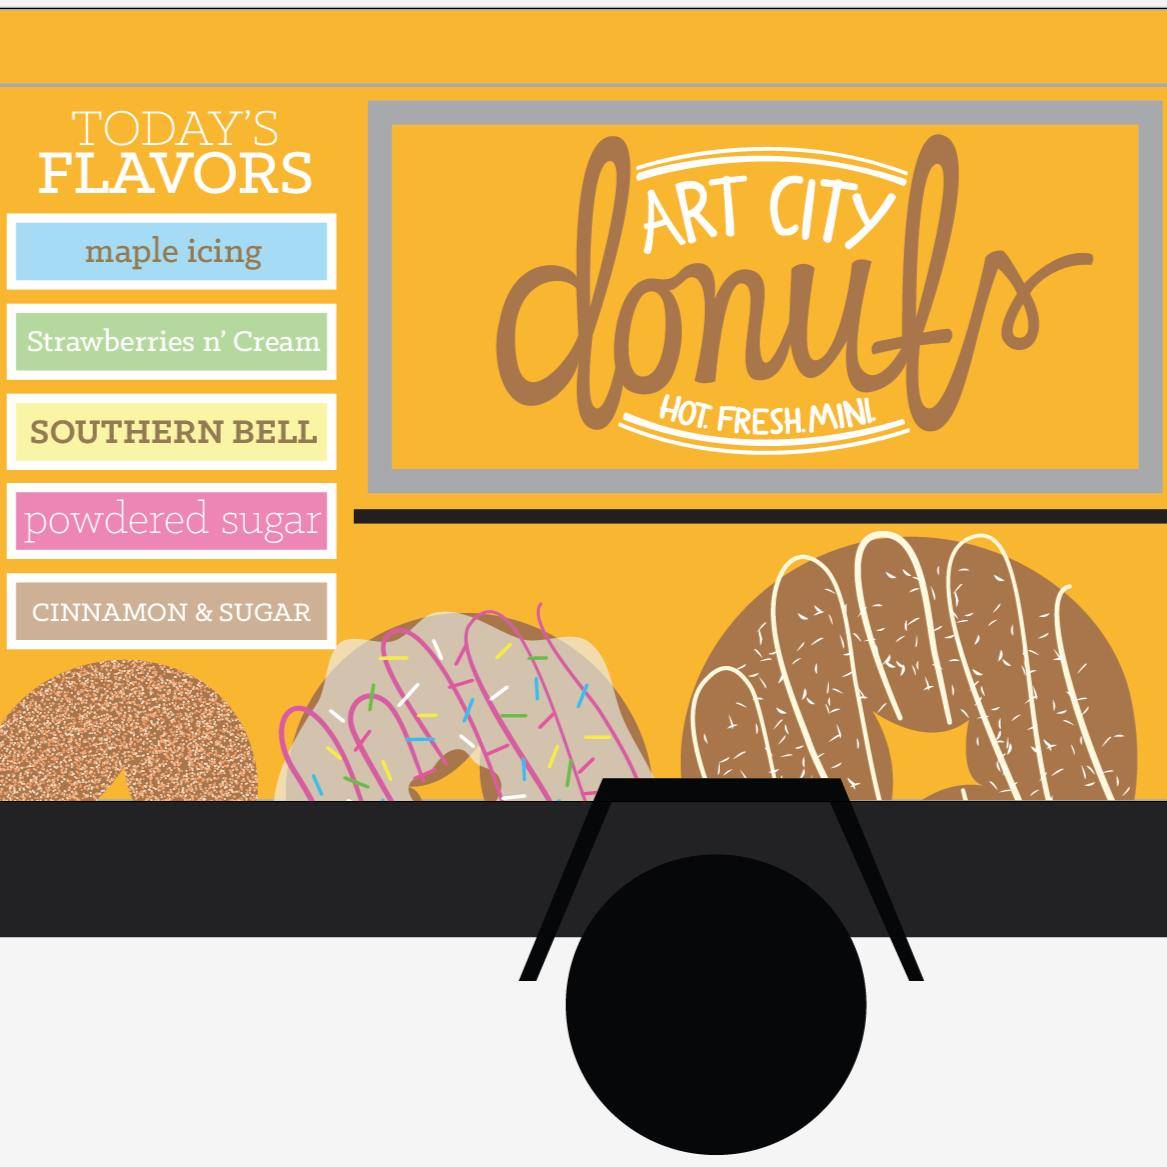 TODAY'S
FLAVORS
maple icing
Strawberries n' Cream
SOUTHERN BELL
powdered sugar
CINNAMON & SUGAR
ART CITY
donuts
HOT. FRESH. MINI.